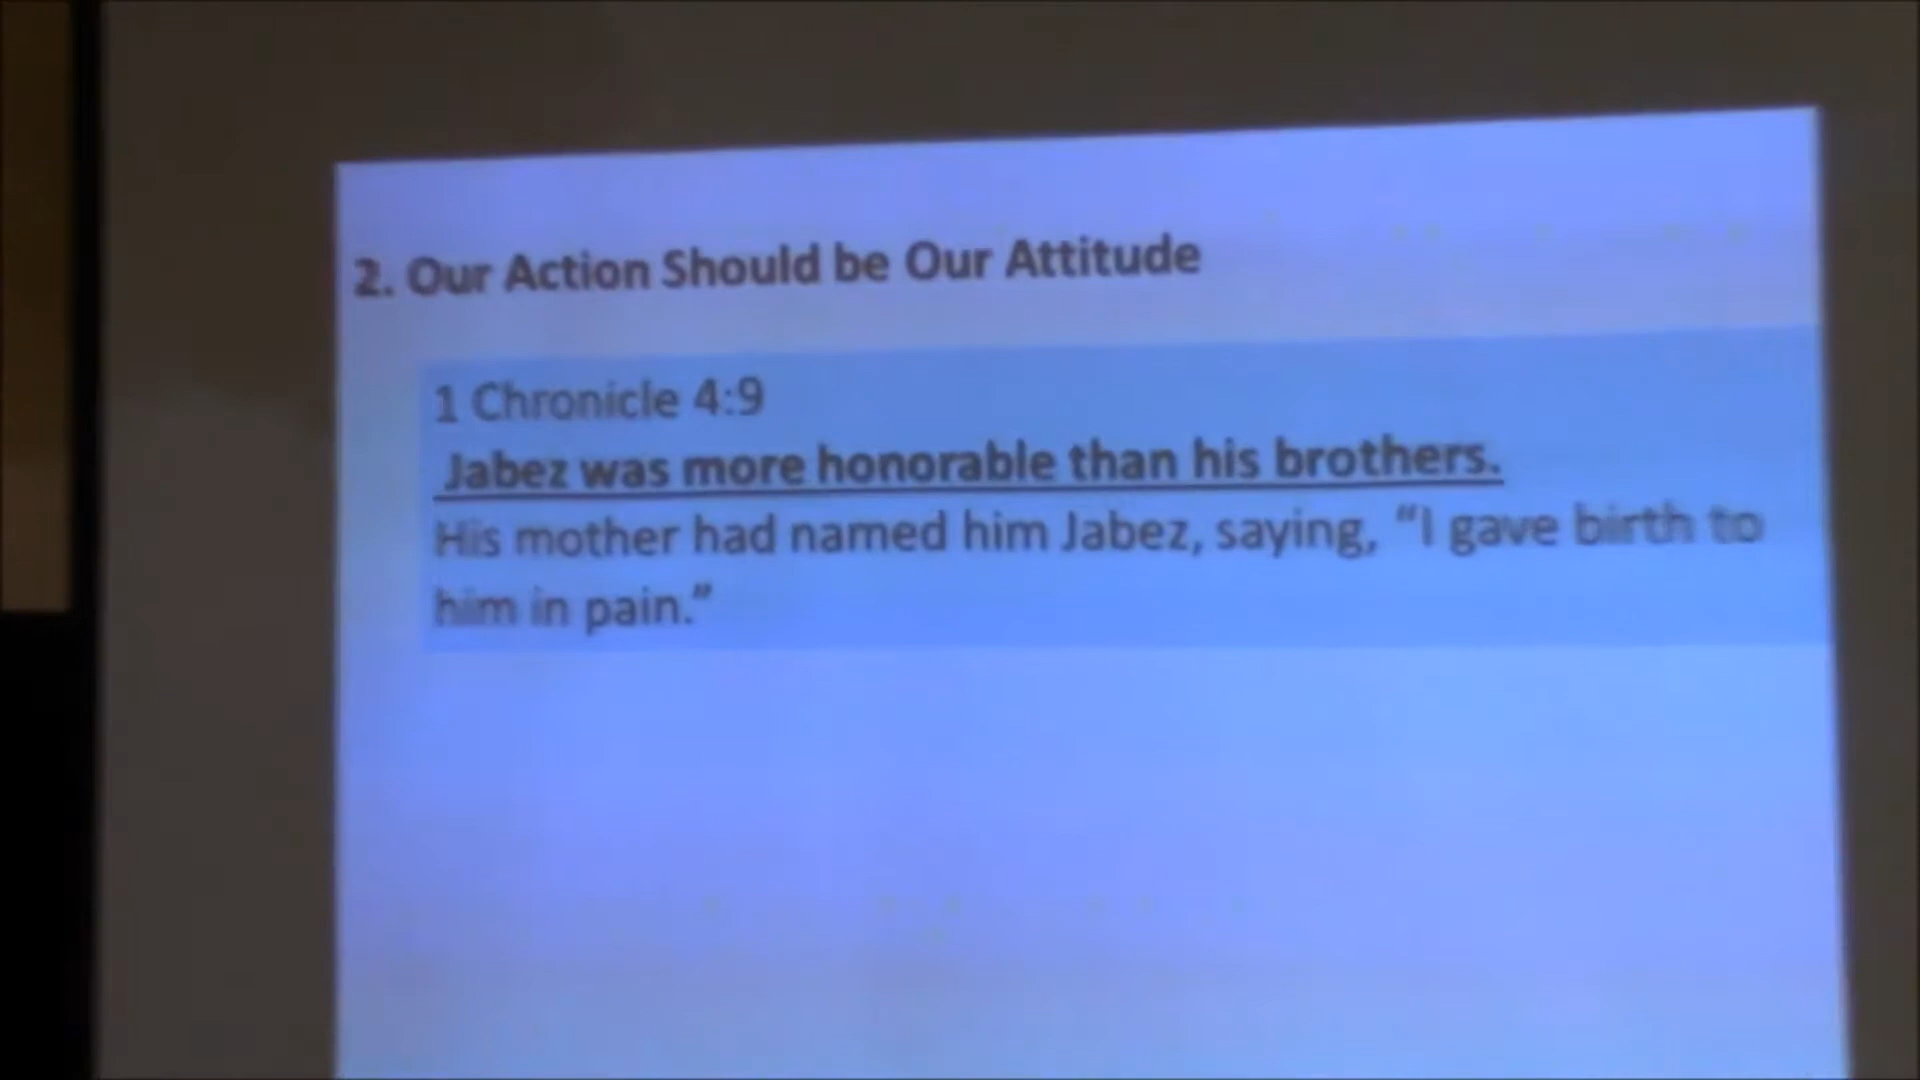 2. Our Action Should be Our Attitude
1 Chronicle 4:9
Jabez was more honorable than his brothers.
His mother had named him Jabez, saying, “I gave birth to
him in pain.”